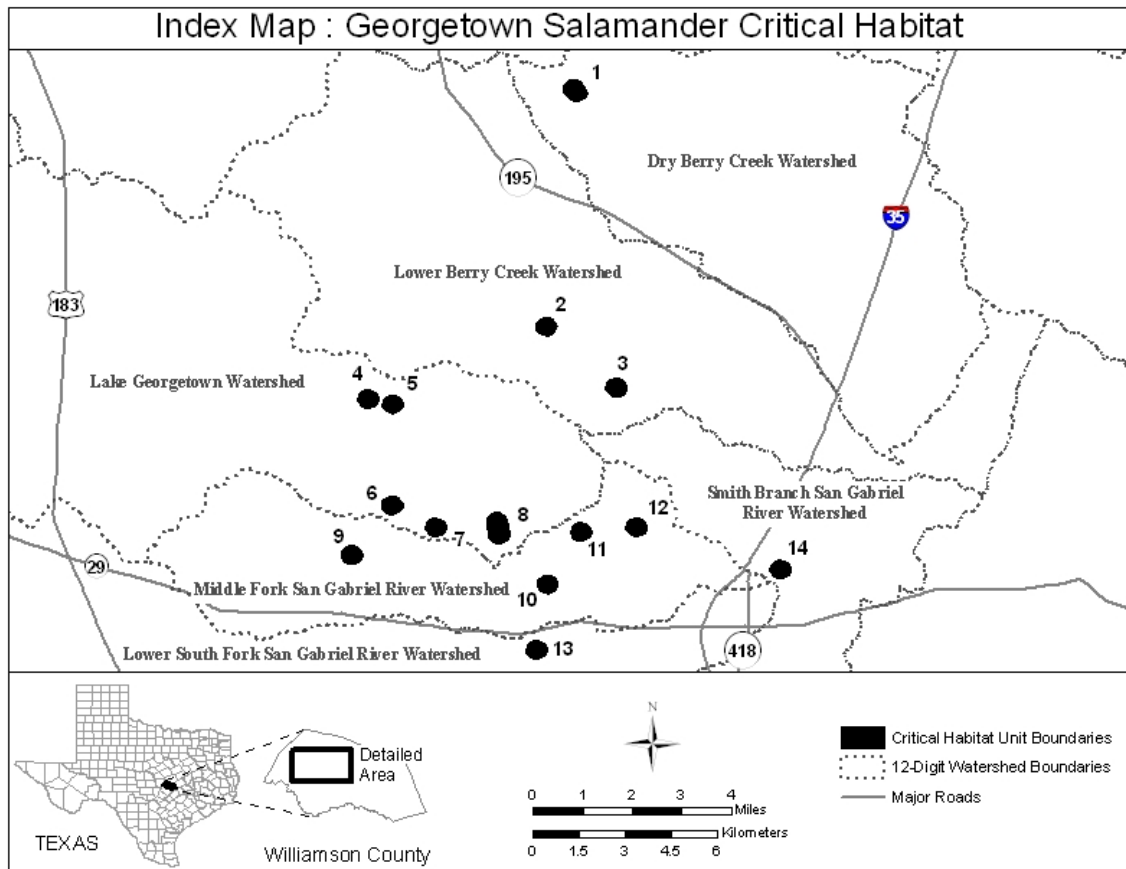 Index Map : Georgetown Salamander Critical Habitat
1
Dry Berry Creek Watershed
195
35
Lower Berry Creek Watershed
183
2
3
Lake Georgetown Watershed
4
5
Smith Branch San Gabriel
River Watershed
6
7
8
9
10
11
12
14
29
Middle Fork San Gabriel River Watershed
Lower South Fork San Gabriel River Watershed
13
418
TEXAS
Detailed
Area
Williamson County
N
0 1 2 3 4
Miles
Kilometers
0 1.5 3 4.5 6
Critical Habitat Unit Boundaries
12-Digit Watershed Boundaries
Major Roads